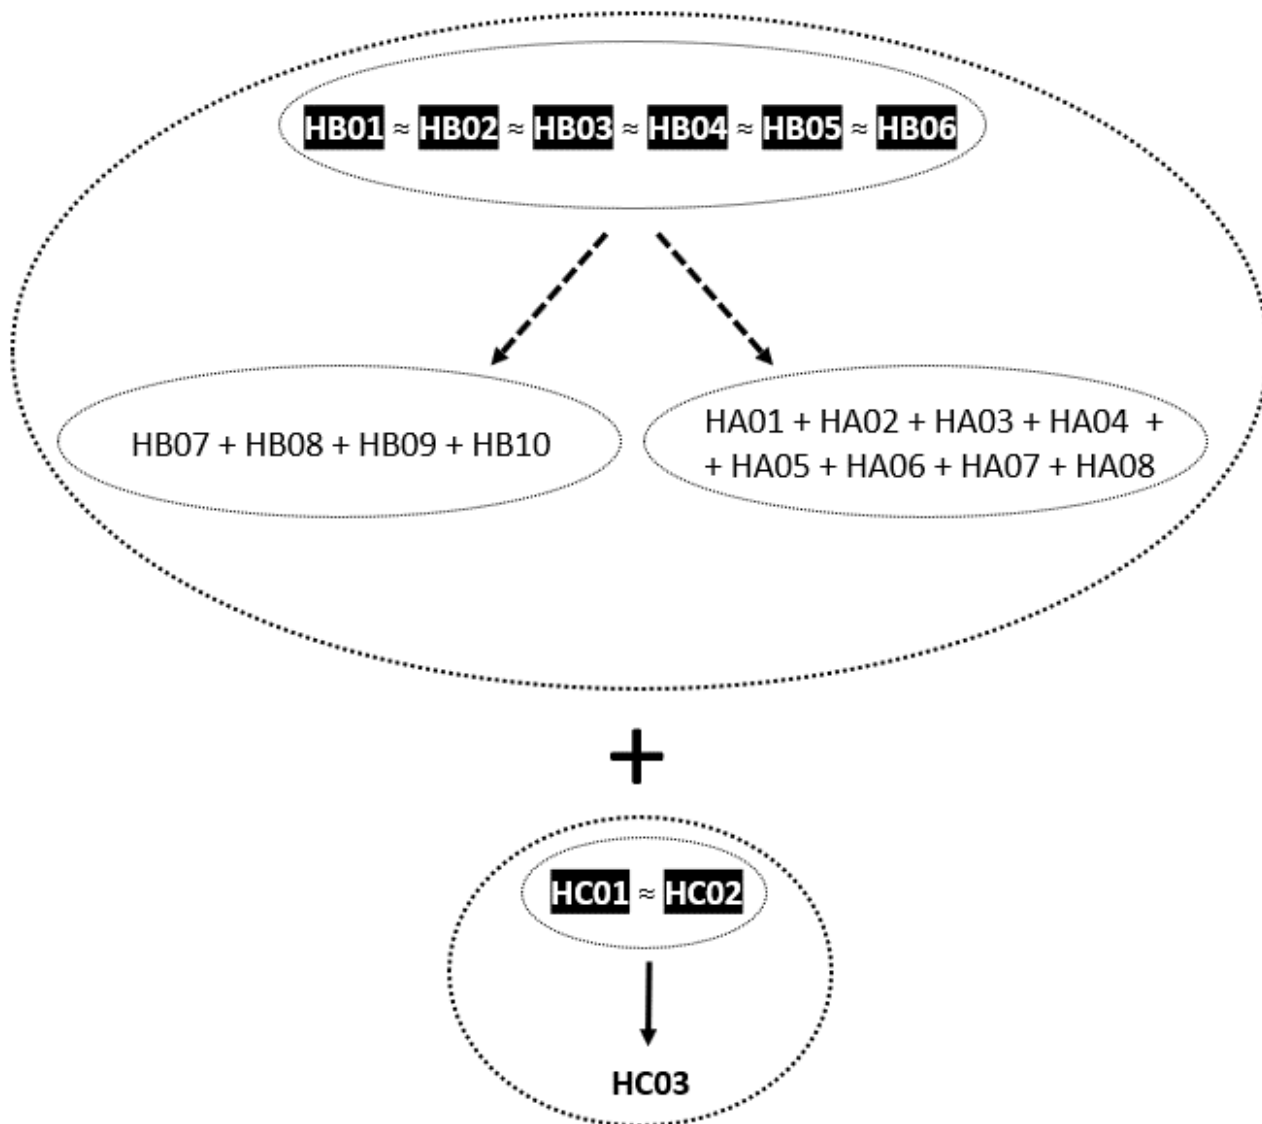 HB01 ≈ HB02 ≈ HB03 ≈ HB04 ≈ HB05 ≈ HB06
HB07 + HB08 + HB09 + HB10
HA01 + HA02 + HA03 + HA04 +
+ HA05 + HA06 + HA07 + HA08
+
HC01 ≈ HC02
HC03